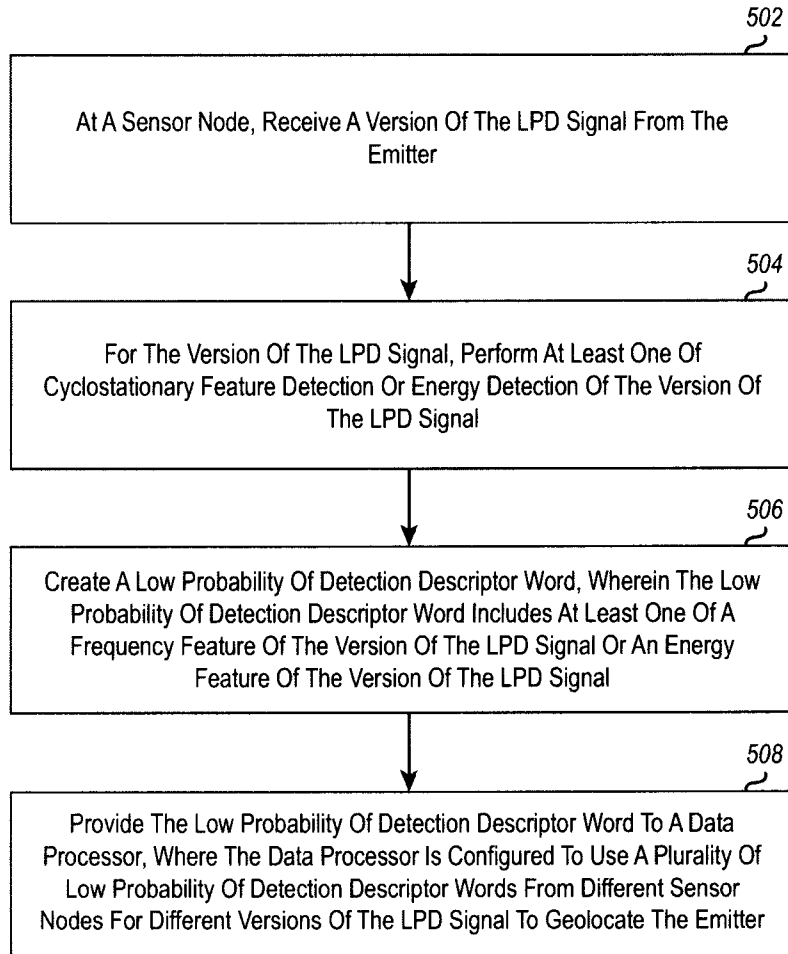 502
At A Sensor Node, Receive A Version Of The LPD Signal From The
Emitter
504
For The Version Of The LPD Signal, Perform At Least One Of
Cyclostationary Feature Detection Or Energy Detection Of The Version Of
The LPD Signal
506
Create A Low Probability Of Detection Descriptor Word, Wherein The Low
Probability Of Detection Descriptor Word Includes At Least One Of A
Frequency Feature Of The Version Of The LPD Signal Or An Energy
Feature Of The Version Of The LPD Signal
508
Provide The Low Probability Of Detection Descriptor Word To A Data
Processor, Where The Data Processor Is Configured To Use A Plurality Of
Low Probability Of Detection Descriptor Words From Different Sensor
Nodes For Different Versions Of The LPD Signal To Geolocate The Emitter